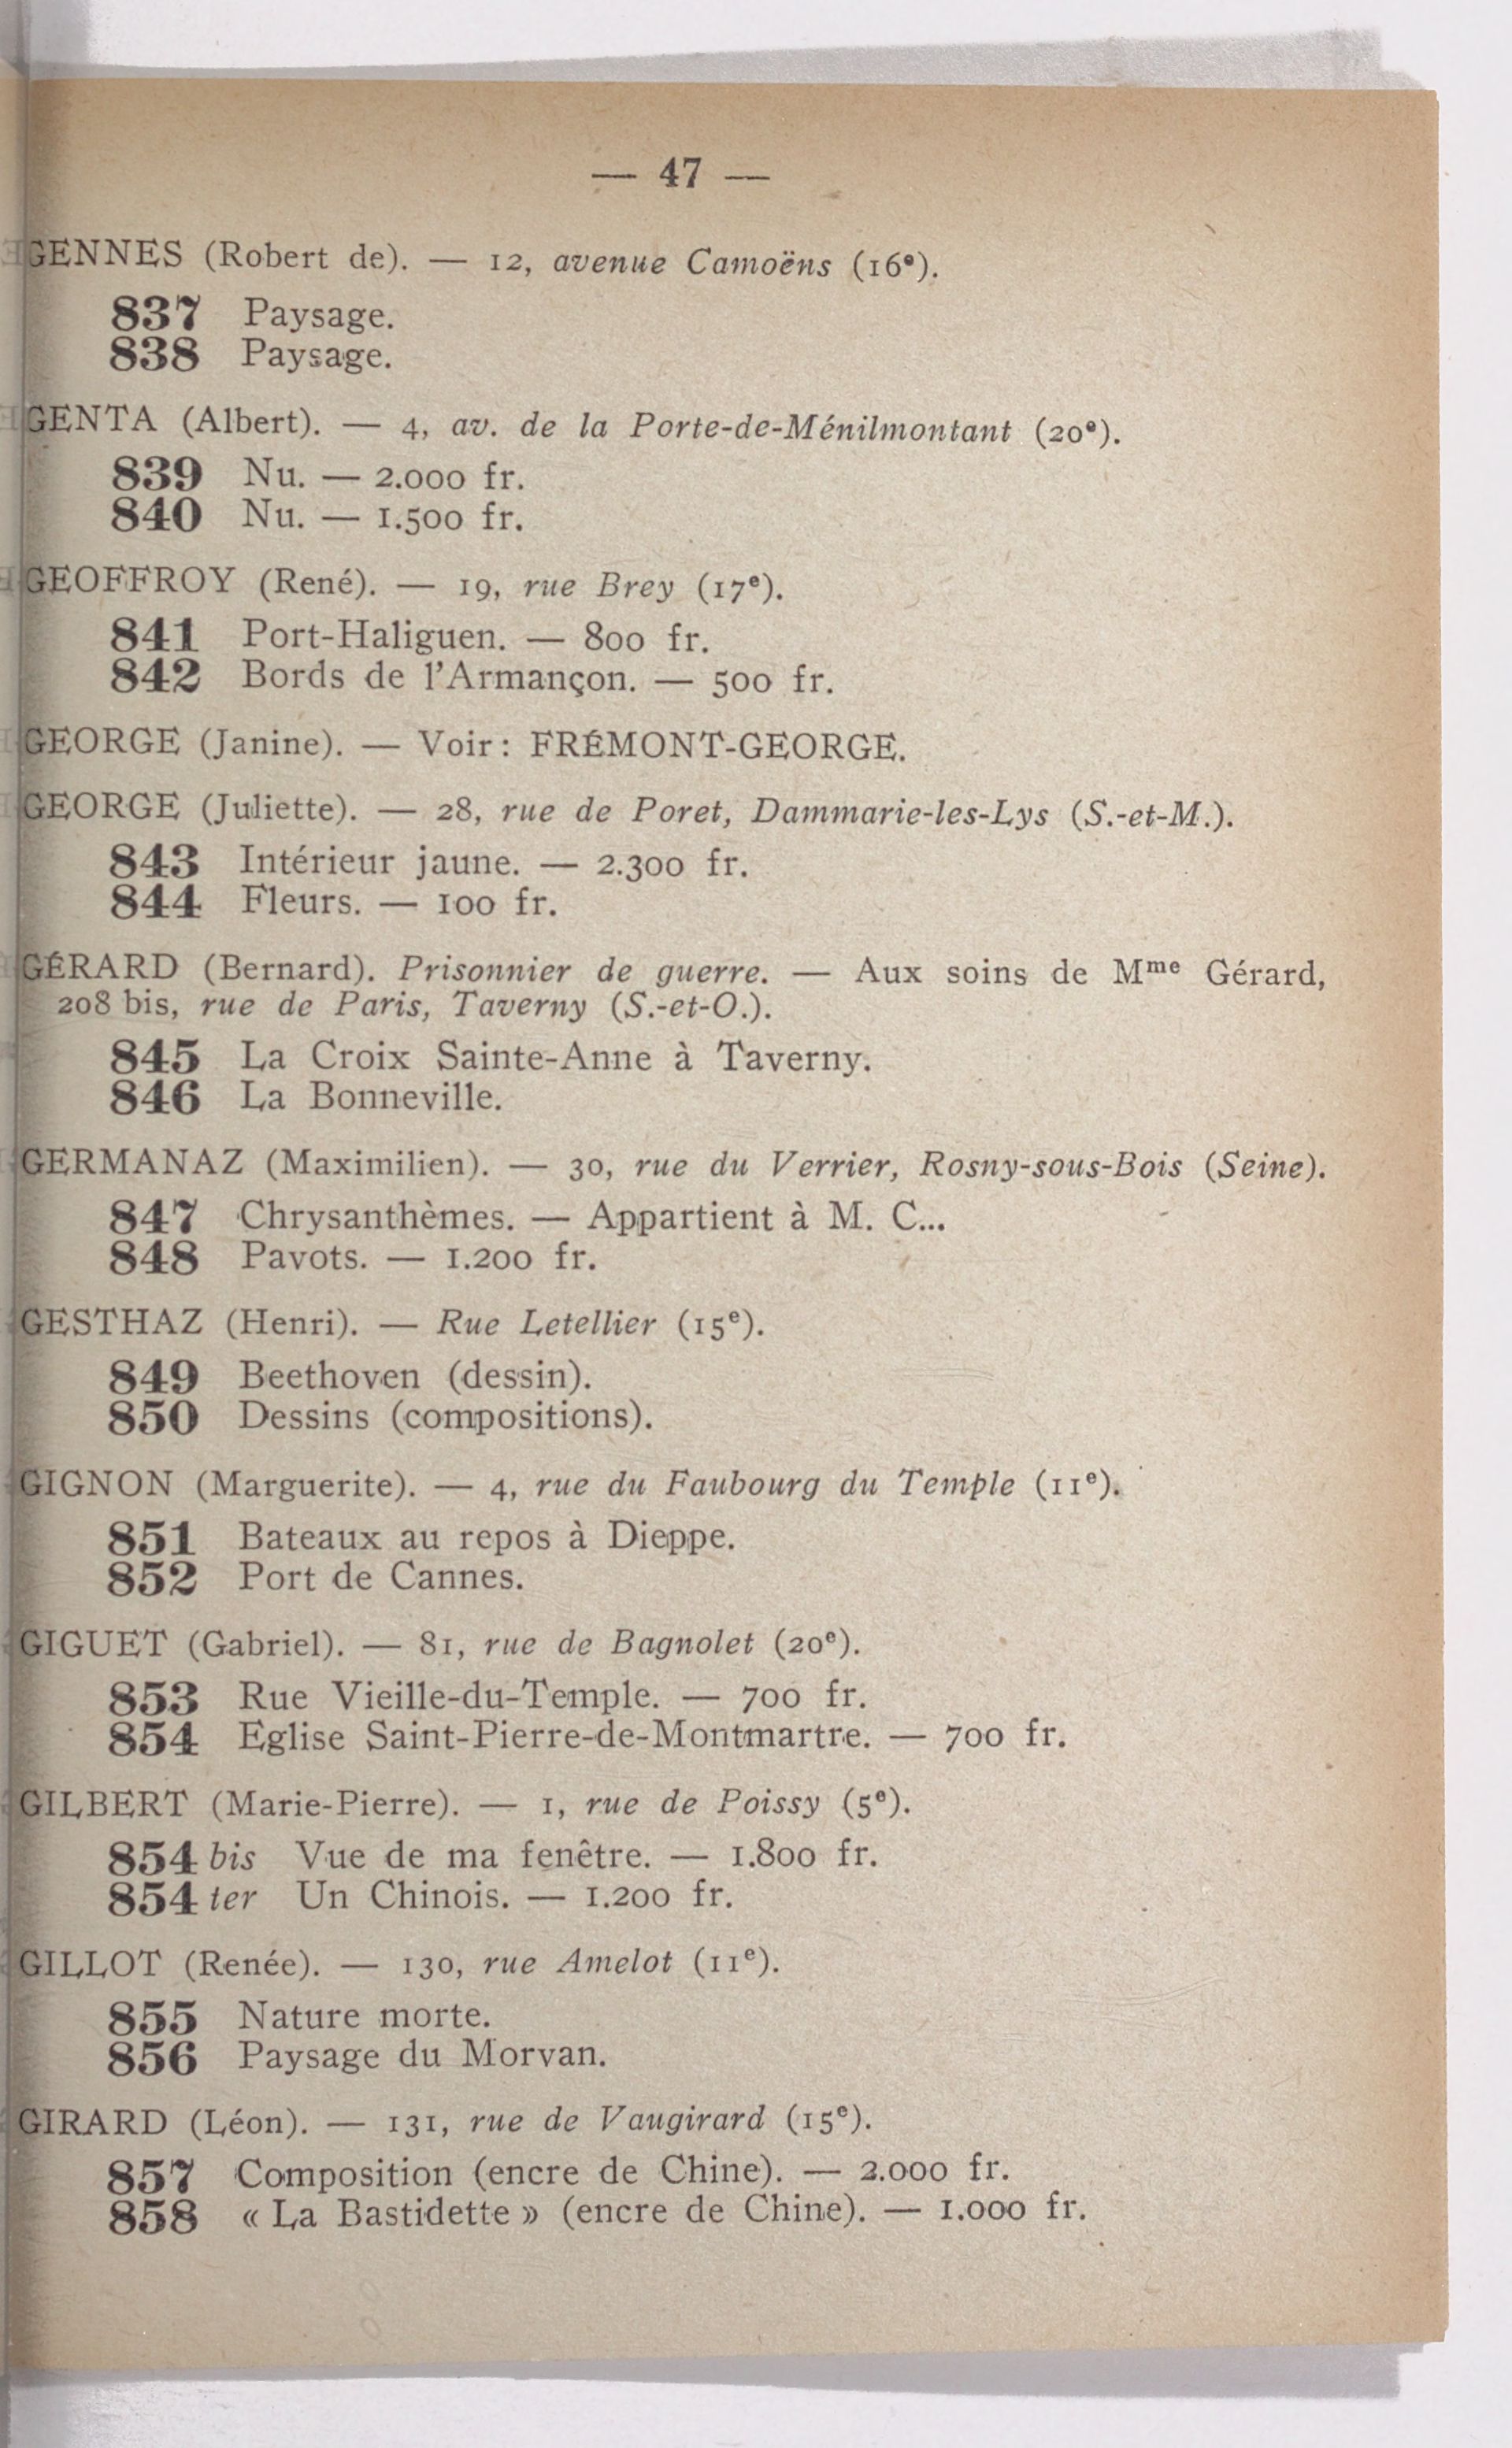 — 47 —
GENNES (Robert de). — 12, avenue Camoëns (16e).
837 Paysage.
838 Paysage.
GENTA (Albert). — 4, av. de la Porte-de-Ménilmontant (20e).
839 Nu. — 2.000 fr.
840 Nu. — 1.500 fr.
GEOFFROY (René). — 19, rue Brey (17e).
841 Port-Haliguen. — 800 fr.
842 Bords de l'Armançon. — 500 fr.
GEORGE (Janine). — Voir : FRÉMONT-GEORGE.
GEORGE (Juliette). — 28, rue de Poret, Dammarie-les-Lys (S.-et-M.).
843 Intérieur jaune. — 2.300 fr.
844 Fleurs. — 100 fr.
GÉRARD (Bernard). Prisonnier de guerre. — Aux soins de Mme Gérard,
208 bis, rue de Paris, Taverny (S.-et-O.).
845 La Croix Sainte-Anne à Taverny.
846 La Bonneville.
GERMANAZ (Maximilien). — 30, rue du Verrier, Rosny-sous-Bois (Seine).
847 Chrysanthèmes. — Appartient à M. C...
848 Pavots. — 1.200 fr.
GESTHAZ (Henri). — Rue Letellier (15e).
849 Beethoven (dessin).
850 Dessins (compositions).
GIGNON (Marguerite). — 4, rue du Faubourg du Temple (11e).
851 Bateaux au repos à Dieppe.
852 Port de Cannes.
GIGUET (Gabriel). — 81, rue de Bagnolet (20e).
853 Rue Vieille-du-Temple. — 700 fr.
854 Eglise Saint-Pierre-de-Montmartre. — 700 fr.
GILBERT (Marie-Pierre). — 1, rue de Poissy (5e).
854 bis Vue de ma fenêtre. — 1.800 fr.
854 ter Un Chinois. — 1.200 fr.
GILLOT (Renée). — 130, rue Amelot (11e).
855 Nature morte.
856 Paysage du Morvan.
GIRARD (Léon). — 131, rue de Vaugirard (15e).
857 Composition (encre de Chine). — 2.000 fr.
858 « La Bastidette » (encre de Chine). — 1.000 fr.